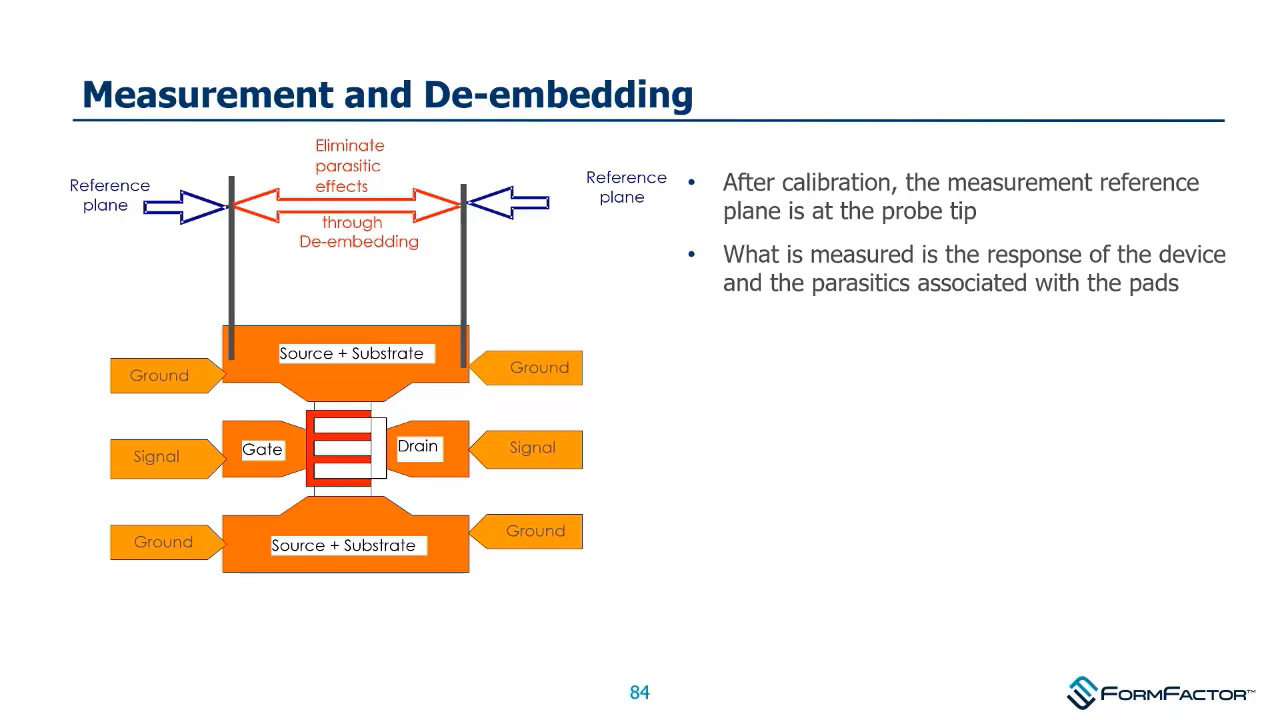 Measurement and De-embedding
Eliminate
parasitic
effects
through
De-embedding
Reference
plane
Reference
plane
Source + Substrate
Ground
Ground
Signal
Gate
Drain
Signal
Ground
Source + Substrate
Ground
• After calibration, the measurement reference
plane is at the probe tip
• What is measured is the response of the device
and the parasitics associated with the pads
84
FORMFACTOR™